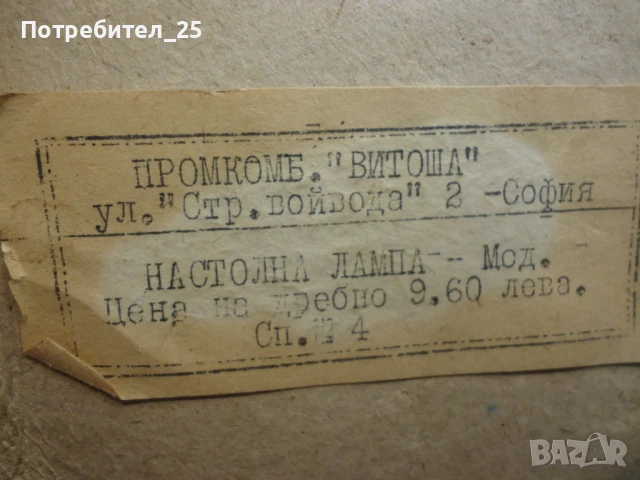 Потребител_25
ПРОМКОМБ."ВИТОША"
ул."Стр.войвода" 2 -София
НАСТОЛНА ЛАМПА-- Мод. -
Цена на дребно 9,60 лева.
Сп.№ 4
BAZAR